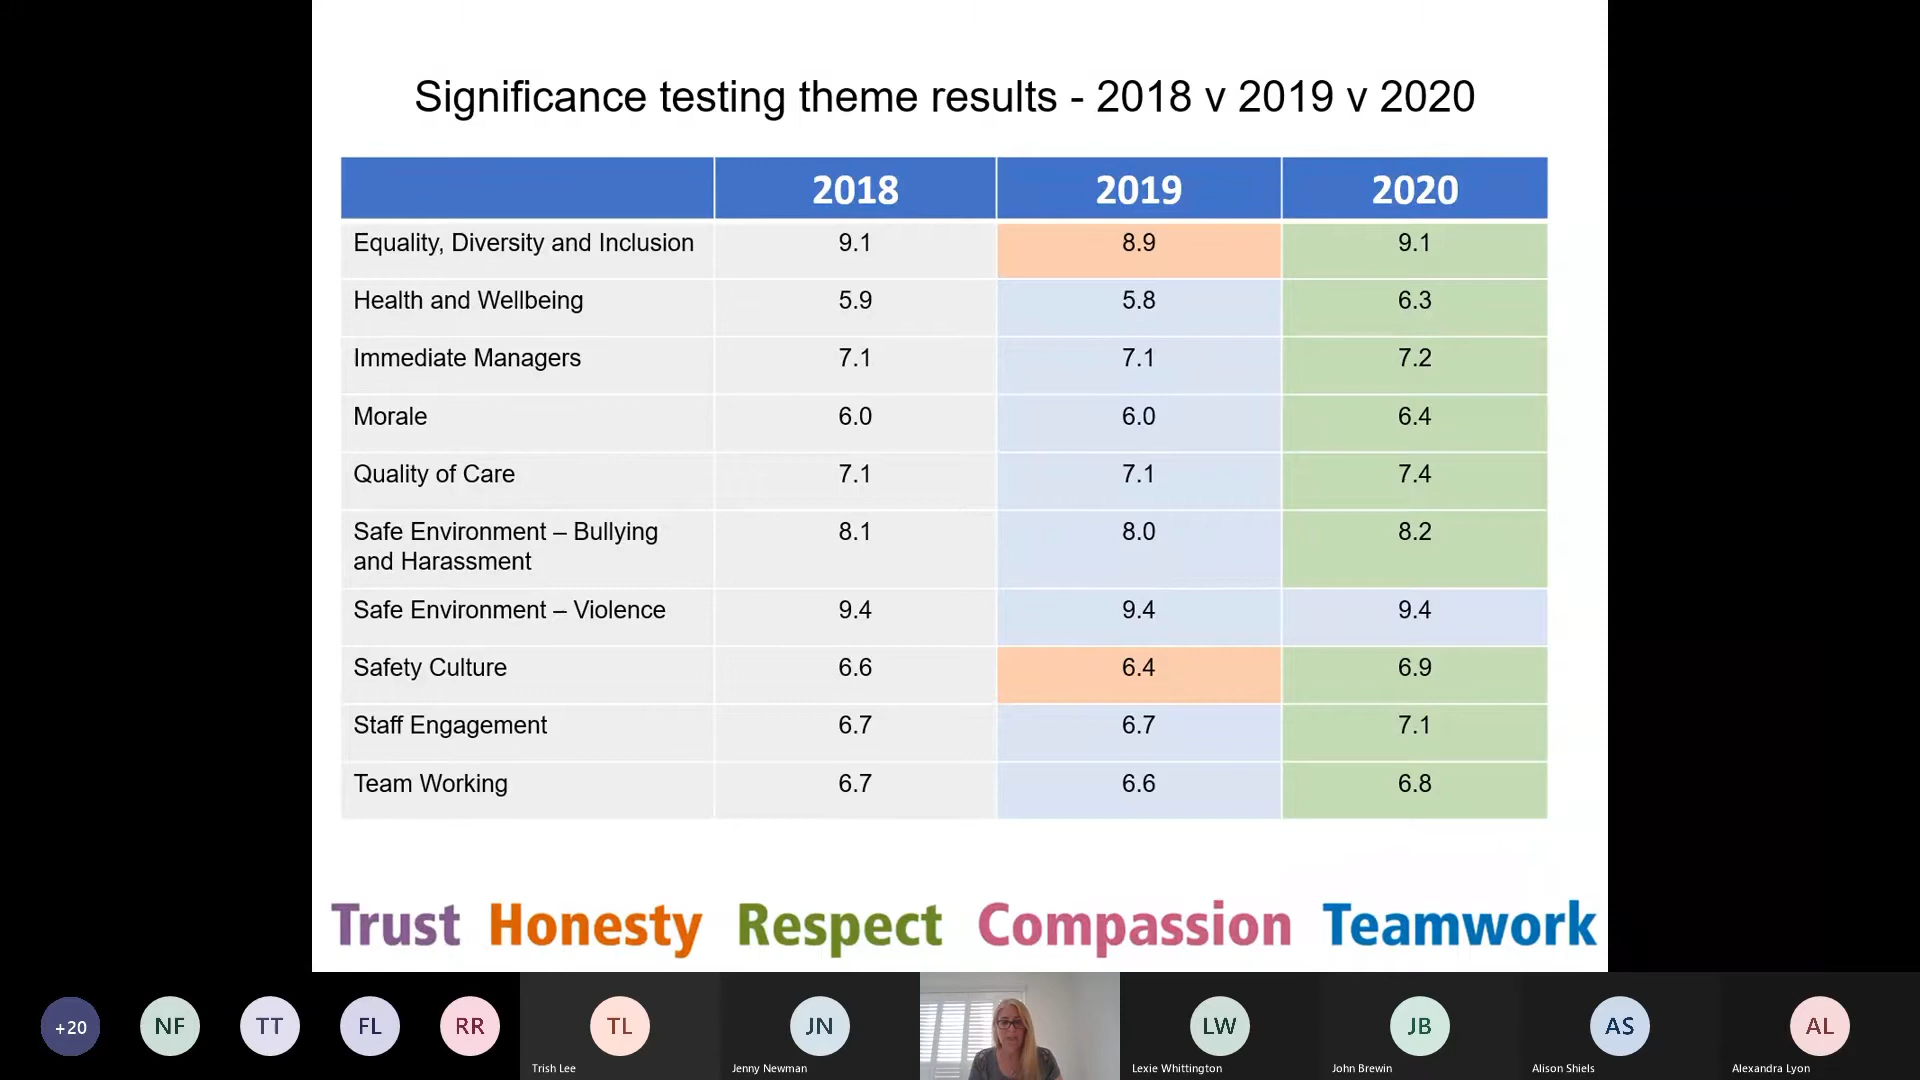 Significance testing theme results - 2018 v 2019 v 2020
2018 2019 2020
Equality, Diversity and Inclusion 9.1 8.9 9.1
Health and Wellbeing 5.9 5.8 6.3
Immediate Managers 7.1 7.1 7.2
Morale 6.0 6.0 6.4
Quality of Care 7.1 7.1 7.4
Safe Environment – Bullying 8.1 8.0 8.2
and Harassment
Safe Environment – Violence 9.4 9.4 9.4
Safety Culture 6.6 6.4 6.9
Staff Engagement 6.7 6.7 7.1
Team Working 6.7 6.6 6.8
Trust Honesty Respect Compassion Teamwork
+20 NF TT FL RR TL JN LW JB AS AL
Trish Lee Jenny Newman Lexie Whittington John Brewin Alison Shiels Alexandra Lyon